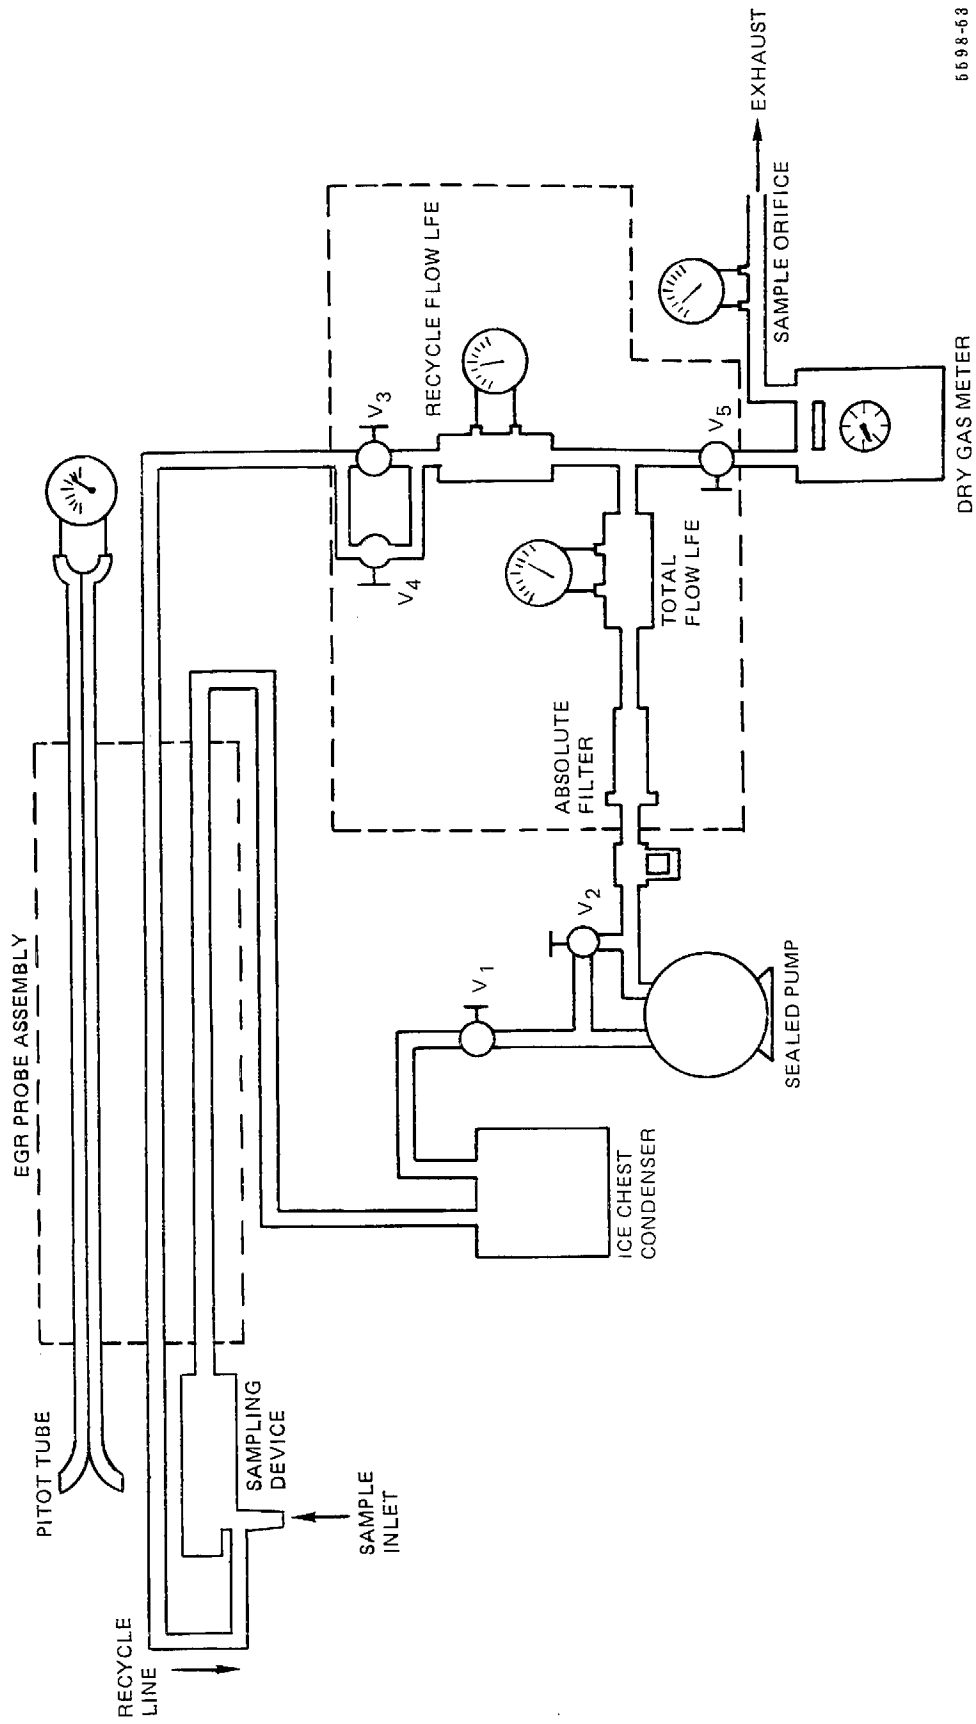 PITOT TUBE
EGR PROBE ASSEMBLY
RECYCLE
LINE
SAMPLING
DEVICE
SAMPLE
INLET
ICE CHEST
CONDENSER
V1
V2
SEALED PUMP
ABSOLUTE
FILTER
TOTAL
FLOW LFE
V4
V3
RECYCLE FLOW LFE
V5
DRY GAS METER
SAMPLE ORIFICE
EXHAUST
5598-53